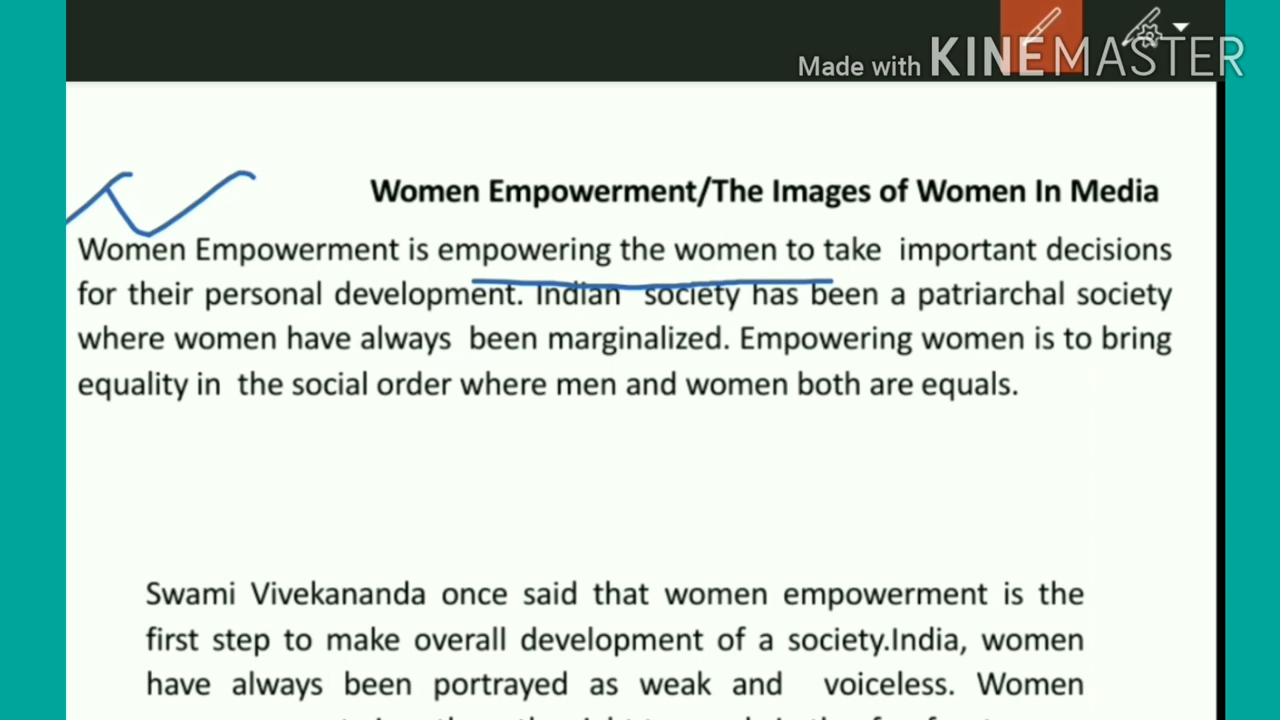 Made with KINEMASTER
Women Empowerment/The Images of Women In Media
Women Empowerment is empowering the women to take important decisions
for their personal development. Indian society has been a patriarchal society
where women have always been marginalized. Empowering women is to bring
equality in the social order where men and women both are equals.
Swami Vivekananda once said that women empowerment is the
first step to make overall development of a society.India, women
have always been portrayed as weak and voiceless. Women